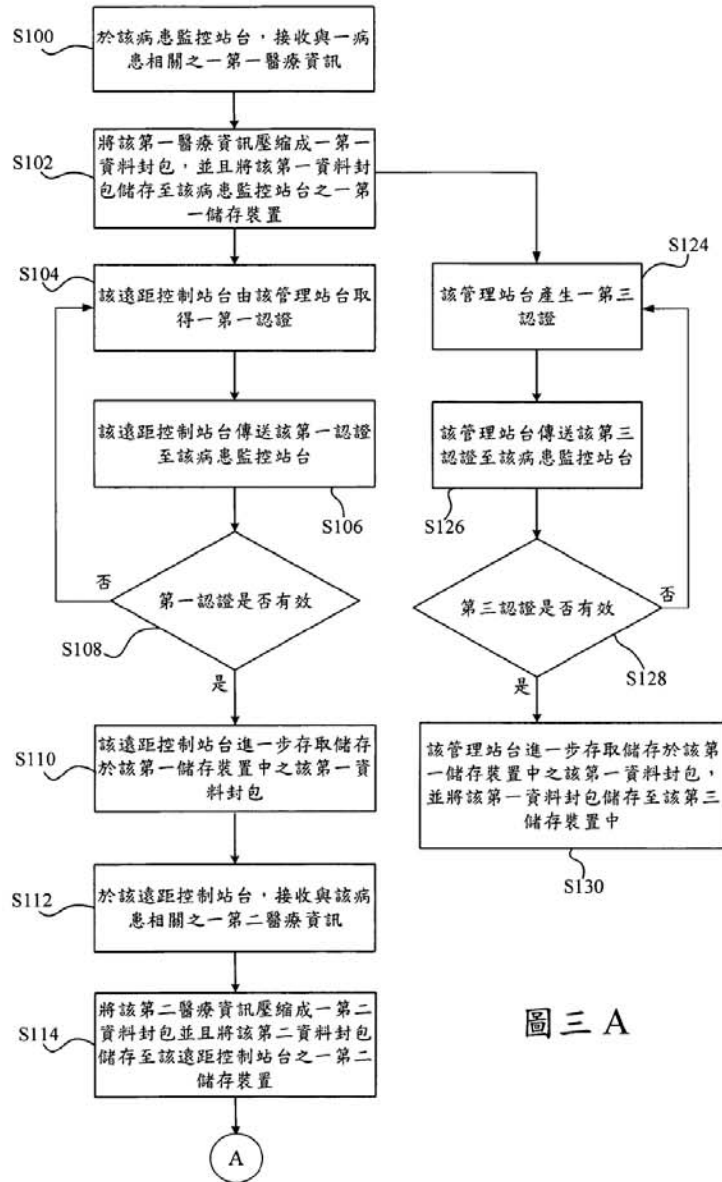 S100
於該病患監控站台，接收與一病
患相關之一第一醫療資訊
S102
將該第一醫療資訊壓縮成一第一
資料封包，並且將該第一資料封
包儲存至該病患監控站台之一第
一儲存裝置
S104
該遠距控制站台由該管理站台取
得一第一認證
該遠距控制站台傳送該第一認證
至該病患監控站台
S106
否
第一認證是否有效
S108
是
S110
該遠距控制站台進一步存取儲存
於該第一儲存裝置中之該第一資
料封包
S112
於該遠距控制站台，接收與該病
患相關之一第二醫療資訊
S114
將該第二醫療資訊壓縮成一第二
資料封包並且將該第二資料封包
儲存至該遠距控制站台之一第二
儲存裝置
A
S124
該管理站台產生一第三
認證
該管理站台傳送該第三
認證至該病患監控站台
S126
第三認證是否有效
否
S128
是
該管理站台進一步存取儲存於該第
一儲存裝置中之該第一資料封包，
並將該第一資料封包儲存至該第三
儲存裝置中
S130
圖三 A